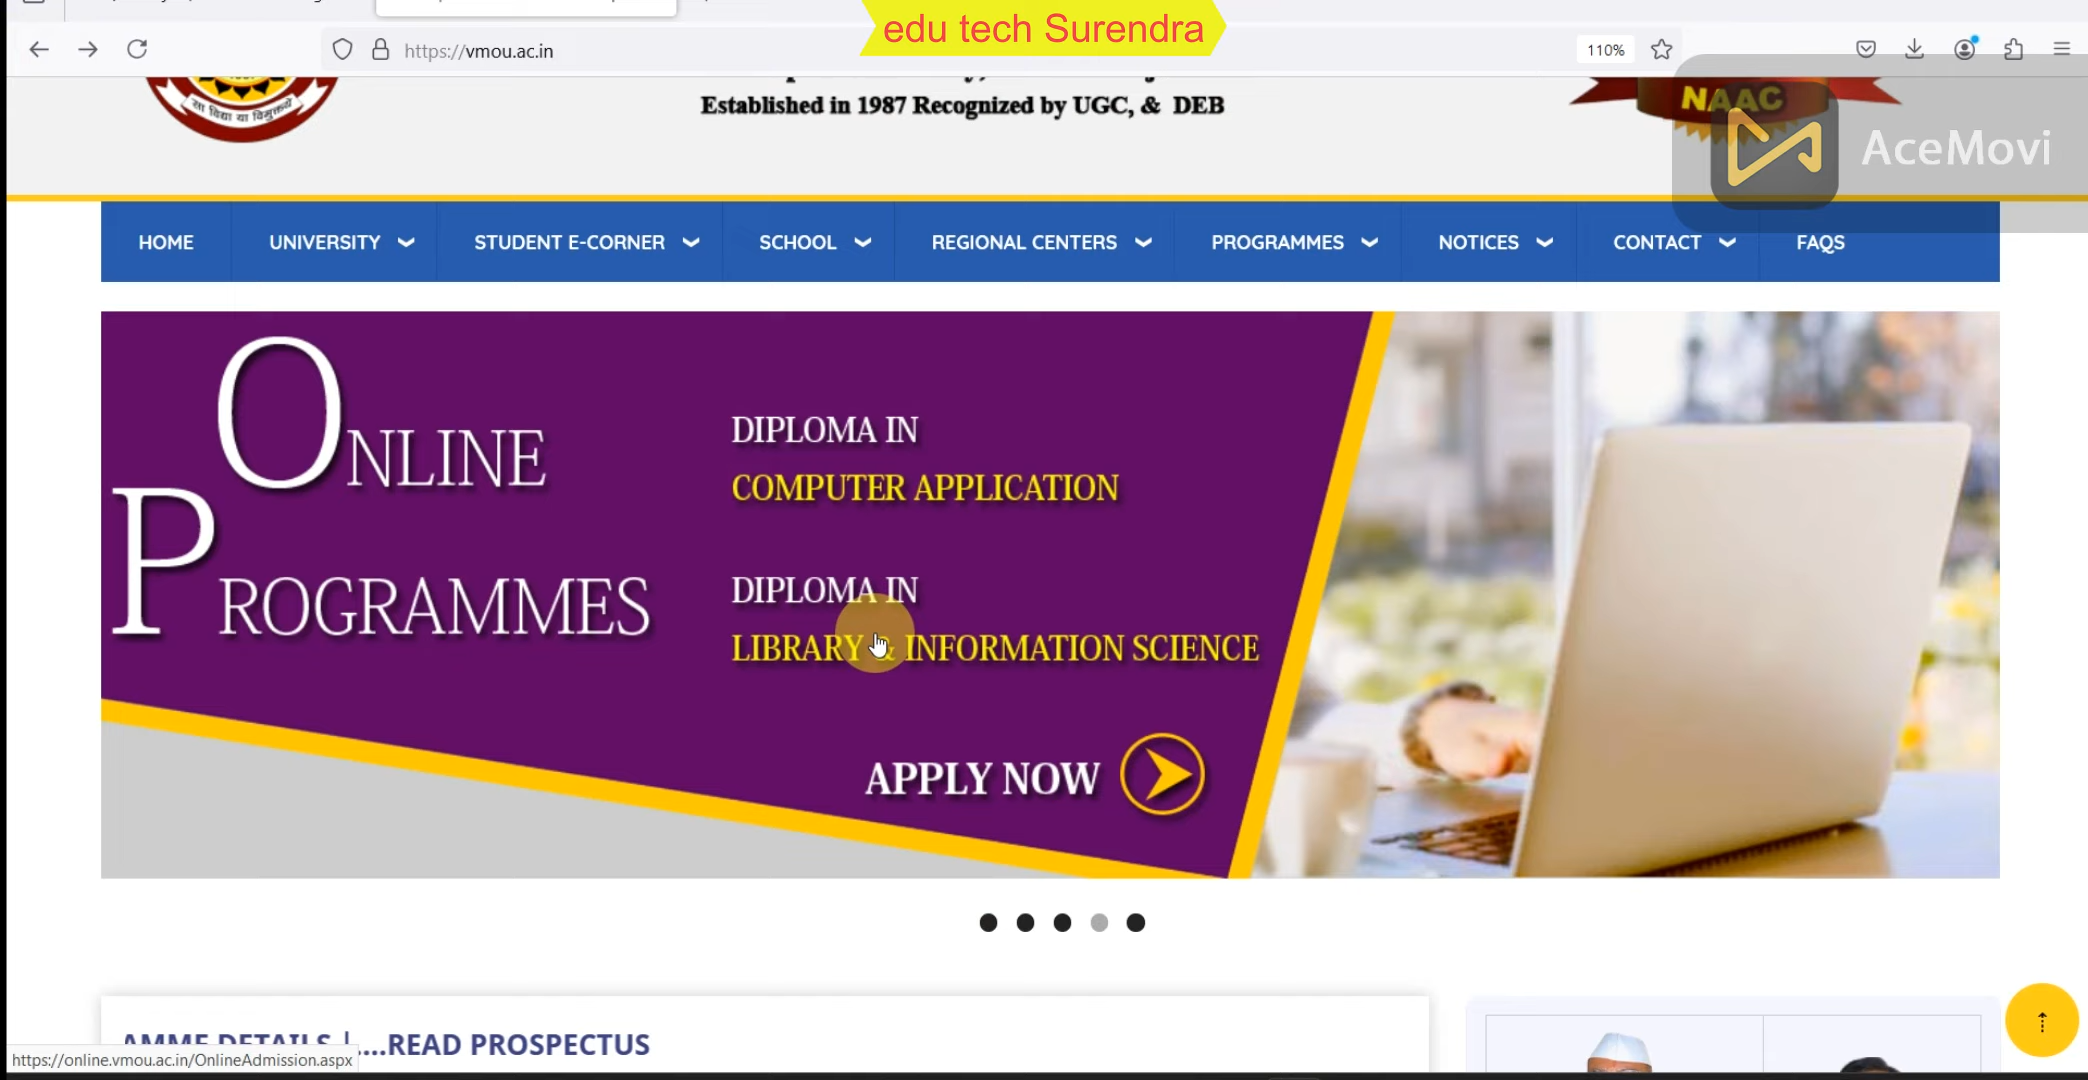 edu tech Surendra
https://vmou.ac.in
110%
सा विद्या या विमुक्तये
Established in 1987 Recognized by UGC, & DEB
NAAC
AceMovi
HOME UNIVERSITY STUDENT E-CORNER SCHOOL REGIONAL CENTERS PROGRAMMES NOTICES CONTACT FAQS
ONLINE
PROGRAMMES
DIPLOMA IN
COMPUTER APPLICATION
DIPLOMA IN
LIBRARY & INFORMATION SCIENCE
APPLY NOW
AMME DETAILS |....READ PROSPECTUS
https://online.vmou.ac.in/OnlineAdmission.aspx